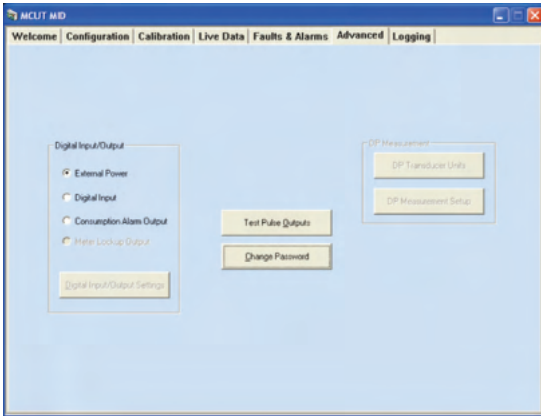 MCUT MID
Welcome Configuration Calibration Live Data Faults & Alarms Advanced Logging
Digital Input/Output
External Power
Digital Input
Consumption Alarm Output
Meter Lock-up Output
Digital Input/Output Settings
Test Pulse Outputs
Change Password
DP Measurement
DP Transducer Units
DP Measurement Setup